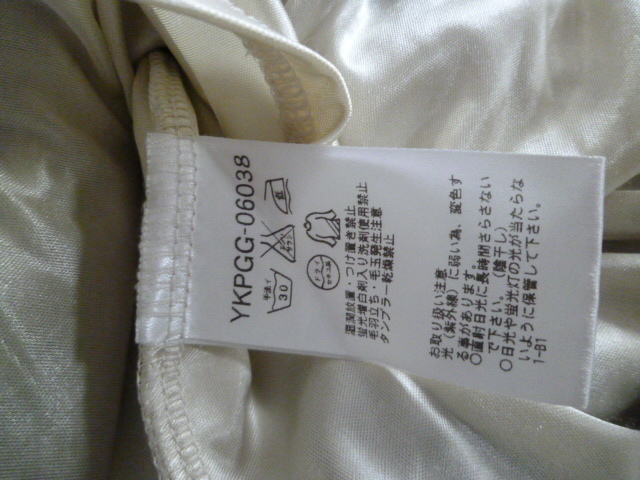 YKPGG-06038
手洗イ
30
エンソサラシ
低
ドライ
セキユ系
湿潤放置・つけ置き禁止
蛍光増白剤入り洗剤使用禁止
毛羽立ち・毛玉発生注意
タンブラー乾燥禁止
お取り扱い注意
光（紫外線）に弱い為、変色す
る事があります。
○直射日光に長時間さらさない
で下さい。（陰干し）
○日光や蛍光灯の光が当たらな
いように保管して下さい。
1-B1